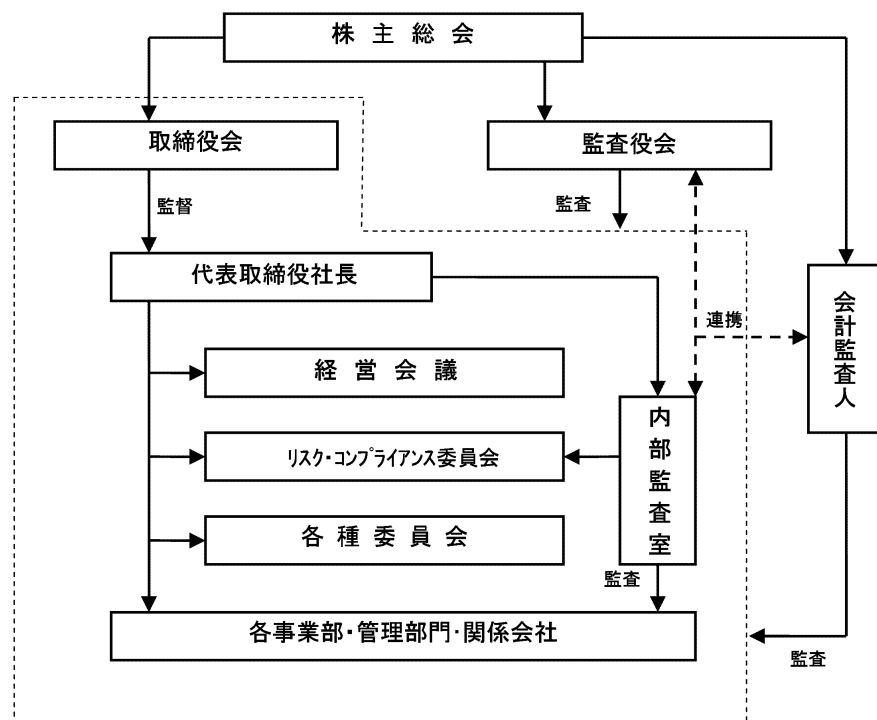 株主総会
取締役会
監査役会
監督
監査
代表取締役社長
連携
会計監査人
経営会議
内部監査室
リスク・コンプライアンス委員会
各種委員会
監査
各事業部・管理部門・関係会社
監査